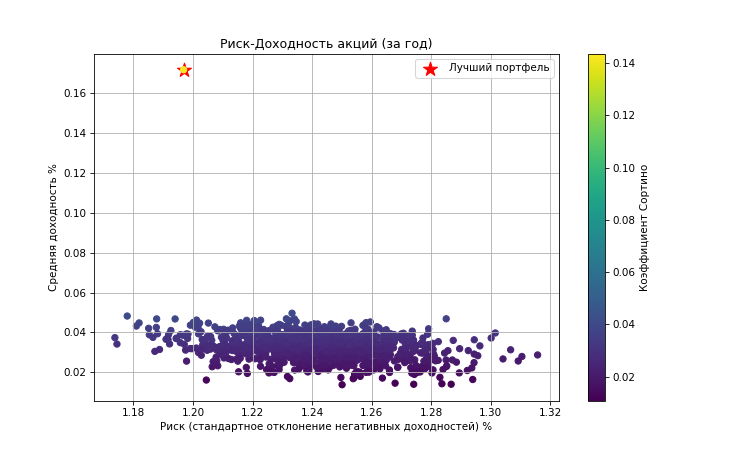 Риск-Доходность акций (за год)
Лучший портфель
Средняя доходность %
0.16
0.14
0.12
0.10
0.08
0.06
0.04
0.02
1.18 1.20 1.22 1.24 1.26 1.28 1.30 1.32
Риск (стандартное отклонение негативных доходностей) %
0.14
0.12
0.10
0.08
0.06
0.04
0.02
Коэффициент Сортино